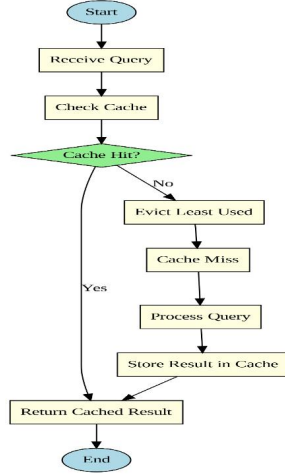 Start
Receive Query
Check Cache
Cache Hit?
No
Evict Least Used
Cache Miss
Yes
Process Query
Store Result in Cache
Return Cached Result
End